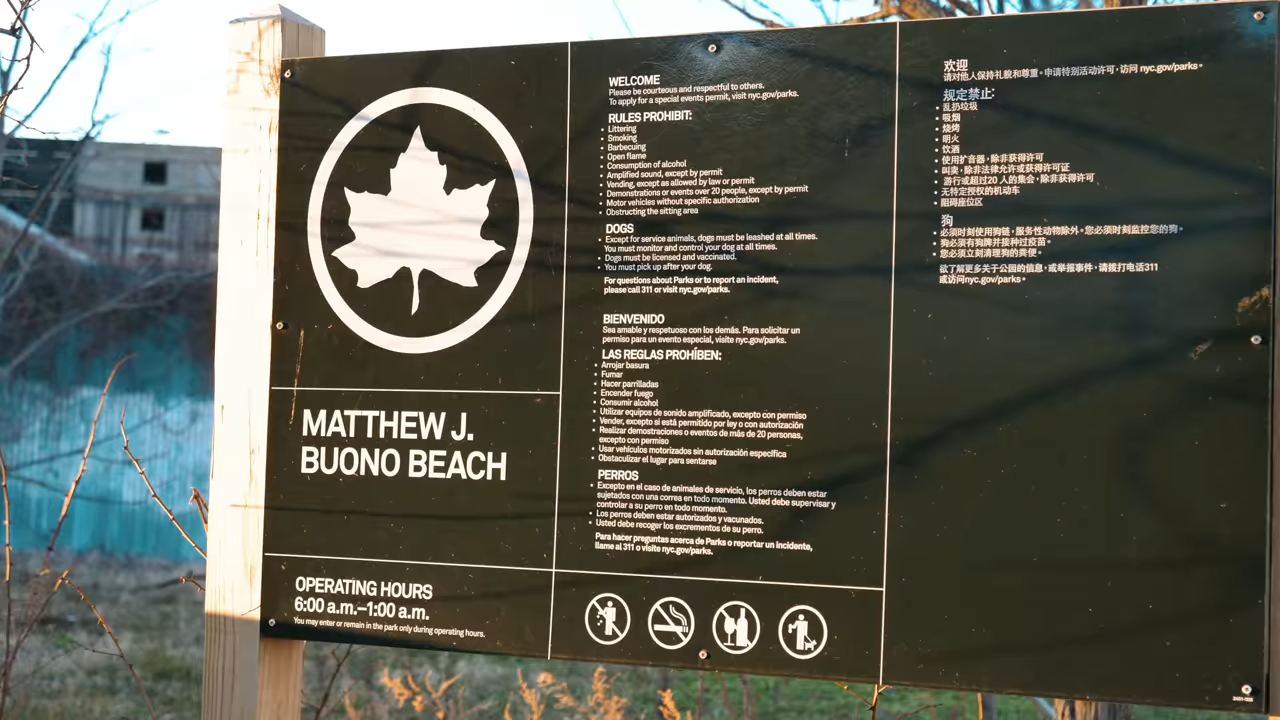 MATTHEW J.
BUONO BEACH
OPERATING HOURS
6:00 a.m.–1:00 a.m.
You may enter or remain in the park only during operating hours.
WELCOME
Please be courteous and respectful to others.
To apply for a special events permit, visit nyc.gov/parks.
RULES PROHIBIT:
• Littering
• Smoking
• Barbecuing
• Open flame
• Consumption of alcohol
• Amplified sound, except by permit
• Vending, except as allowed by law or permit
• Demonstrations or events over 20 people, except by permit
• Motor vehicles without specific authorization
• Obstructing the sitting area
DOGS
• Except for service animals, dogs must be leashed at all times.
You must monitor and control your dog at all times.
• Dogs must be licensed and vaccinated.
• You must pick up after your dog.
For questions about Parks or to report an incident,
please call 311 or visit nyc.gov/parks.
BIENVENIDO
Sea amable y respetuoso con los demás. Para solicitar un
permiso para un evento especial, visite nyc.gov/parks.
LAS REGLAS PROHÍBEN:
• Arrojar basura
• Fumar
• Hacer parrilladas
• Encender fuego
• Consumir alcohol
• Utilizar equipos de sonido amplificado, excepto con permiso
• Vender, excepto si está permitido por ley o con autorización
• Realizar demostraciones o eventos de más de 20 personas,
excepto con permiso
• Usar vehículos motorizados sin autorización específica
• Obstaculizar el lugar para sentarse
PERROS
• Excepto en el caso de animales de servicio, los perros deben estar
sujetados con una correa en todo momento. Usted debe supervisar y
controlar a su perro en todo momento.
• Los perros deben estar autorizados y vacunados.
• Usted debe recoger los excrementos de su perro.
Para hacer preguntas acerca de Parks o reportar un incidente,
llame al 311 o visite nyc.gov/parks.
欢迎
请对他人保持礼貌和尊重。申请特别活动许可，访问 nyc.gov/parks。
规定禁止：
• 乱扔垃圾
• 吸烟
• 烧烤
• 明火
• 饮酒
• 使用扩音器，除非获得许可
• 叫卖，除非法律允许或获得许可证
• 游行或超过20 人的集会，除非获得许可
• 无特定授权的机动车
• 阻碍座位区
狗
• 必须时刻使用狗链，服务性动物除外。您必须时刻监控您的狗。
• 狗必须有狗牌并接种过疫苗。
• 您必须立刻清理狗的粪便。
欲了解更多关于公园的信息，或举报事件，请拨打电话311
或访问nyc.gov/parks。